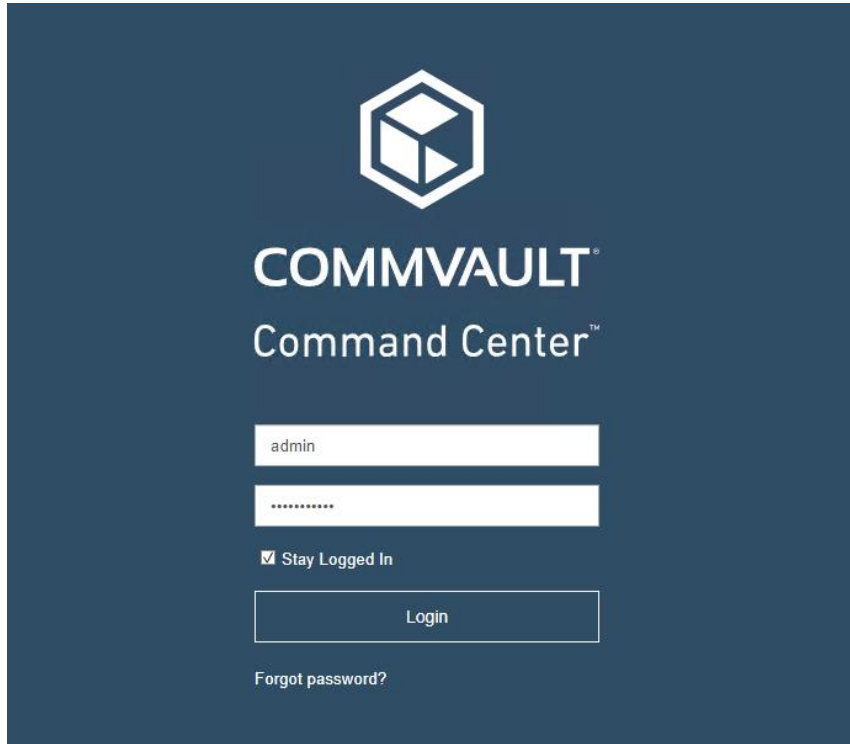 COMMVAULT®
Command Center™
admin
•••••••••••
Stay Logged In
Login
Forgot password?